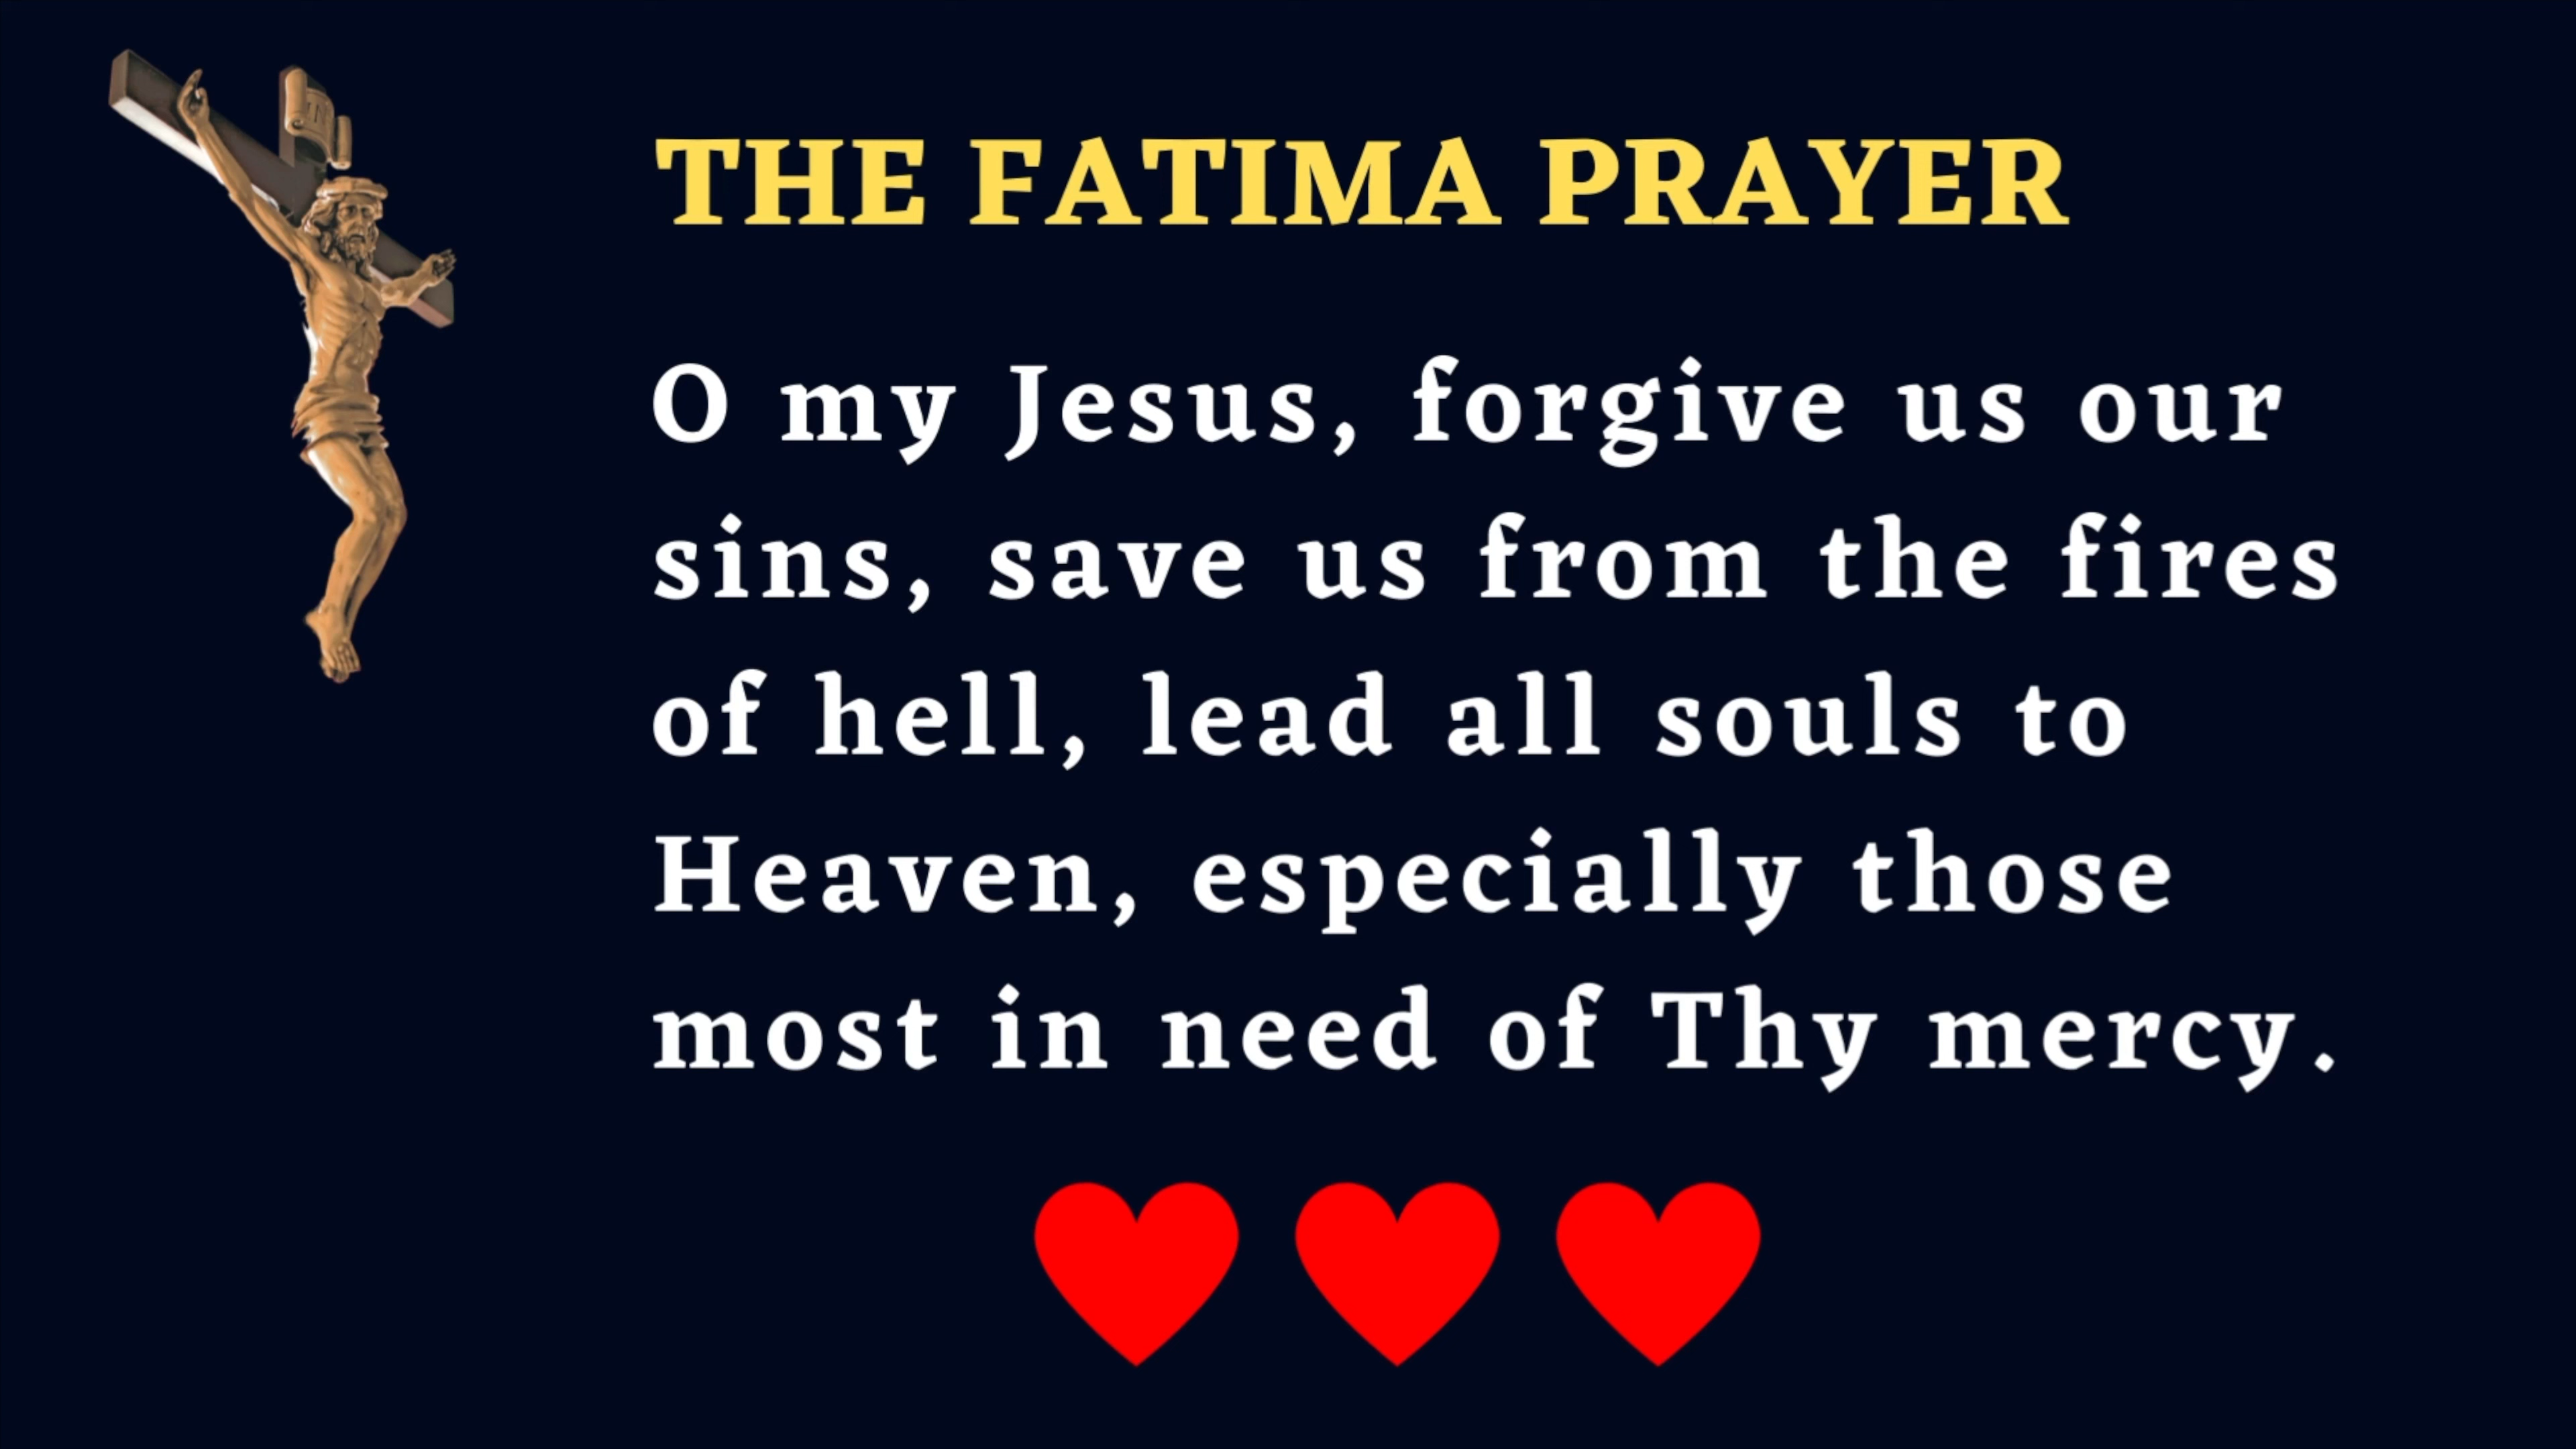 THE FATIMA PRAYER
O my Jesus, forgive us our
sins, save us from the fires
of hell, lead all souls to
Heaven, especially those
most in need of Thy mercy.